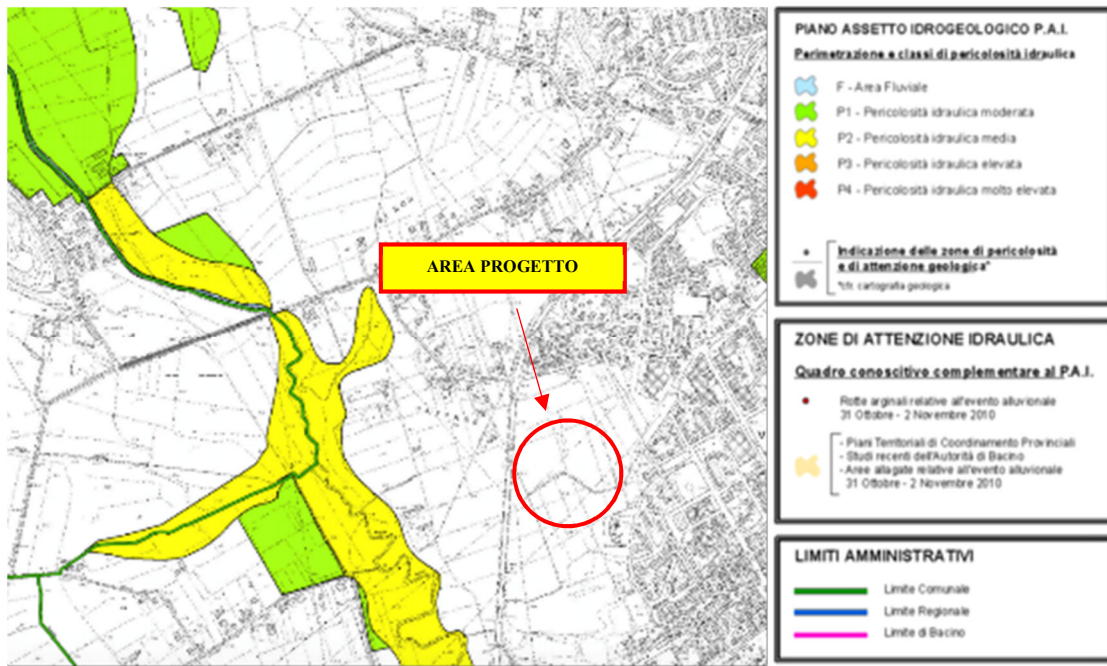 AREA PROGETTO
PIANO ASSETTO IDROGEOLOGICO P.A.I.
Perimetrazione e classi di pericolosità idraulica
F - Area Fluviale
P1 - Pericolosità idraulica moderata
P2 - Pericolosità idraulica media
P3 - Pericolosità idraulica elevata
P4 - Pericolosità idraulica molto elevata
Indicazione delle zone di pericolosità
e di attenzione geologica*
*cfr. cartografia geologica
ZONE DI ATTENZIONE IDRAULICA
Quadro conoscitivo complementare al P.A.I.
Rotte arginali relative all'evento alluvionale
31 Ottobre - 2 Novembre 2010
- Piani Territoriali di Coordinamento Provinciali
- Studi recenti dell'Autorità di Bacino
- Aree allagate relative all'evento alluvionale
31 Ottobre - 2 Novembre 2010
LIMITI AMMINISTRATIVI
Limite Comunale
Limite Regionale
Limite di Bacino